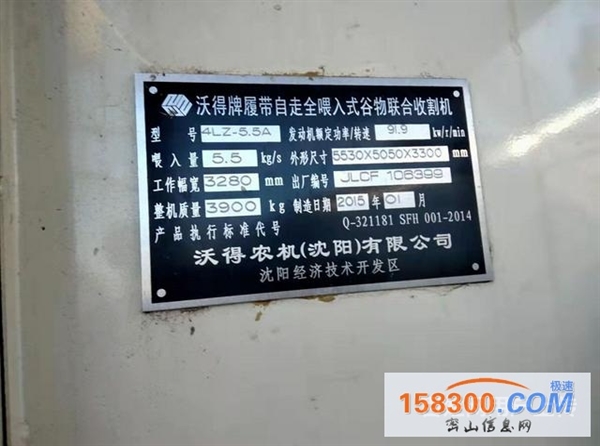 沃得牌履带自走全喂入式谷物联合收割机
型 号 4LZ-5.5A 发动机额定功率/转速 91.9 kw/r/min
喂入量 5.5 kg/s 外形尺寸 5530X5050X3300 mm
工作幅宽 3280 mm 出厂编号 JLCF 106399
整机质量 3900 kg 制造日期 2015 年 01 月
产品执行标准代号 Q-321181 SFH 001-2014
沃得农机(沈阳)有限公司
沈阳经济技术开发区
极速
158300.COM
密山信息网